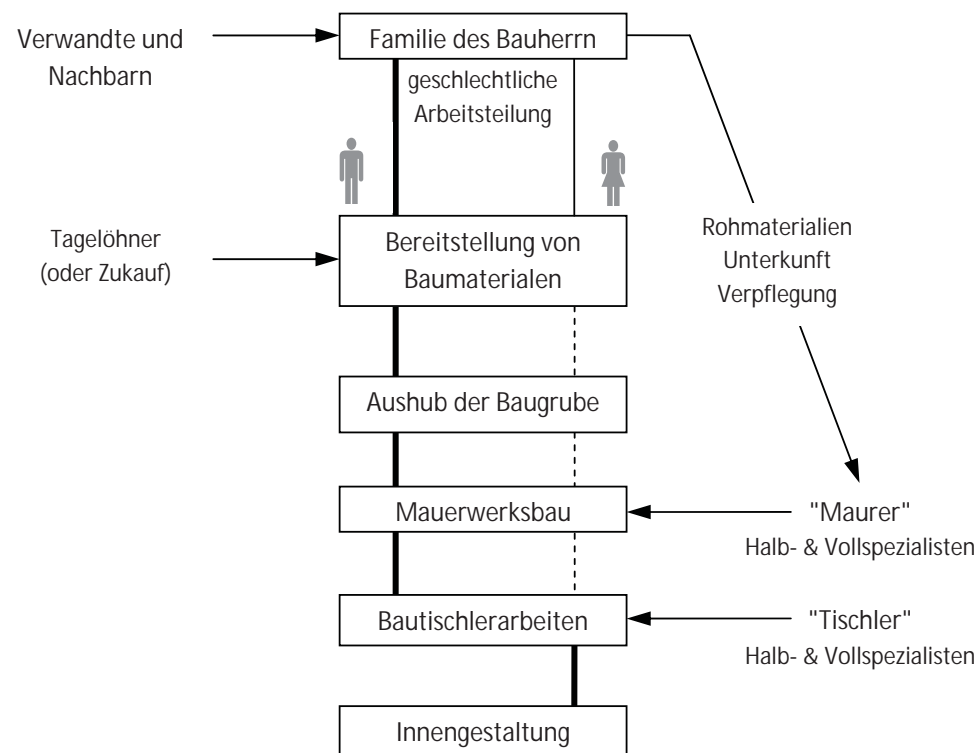 Verwandte und
Nachbarn
Familie des Bauherrn
geschlechtliche
Arbeitsteilung
Tagelöhner
(oder Zukauf)
Bereitstellung von
Baumaterialen
Rohmaterialien
Unterkunft
Verpflegung
Aushub der Baugrube
Mauerwerksbau
"Maurer"
Halb- & Vollspezialisten
Bautischlerarbeiten
"Tischler"
Halb- & Vollspezialisten
Innengestaltung